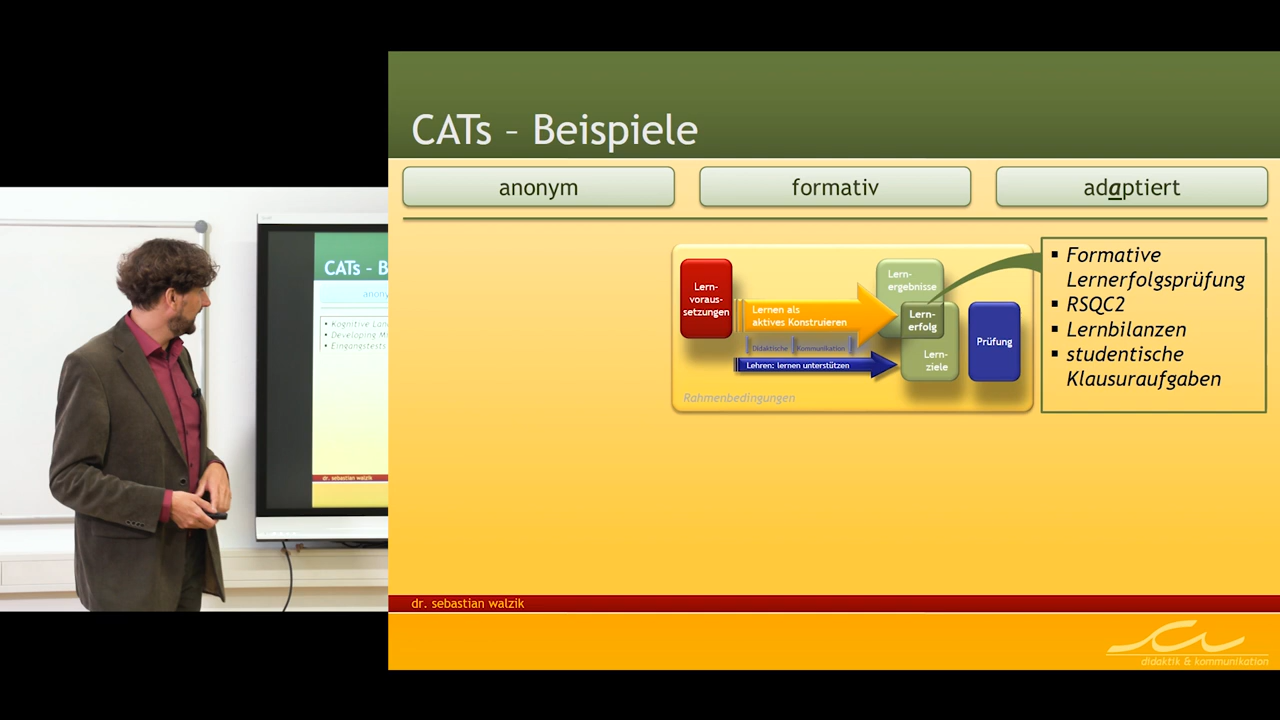 CATs – Beispiele
anonym
formativ
adaptiert
Lern-
voraus-
setzungen
Lernen als
aktives Konstruieren
Didaktische
Kommunikation
Lehren: lernen unterstützen
Lern-
ergebnisse
Lern-
erfolg
Lern-
ziele
Prüfung
Rahmenbedingungen
▪ Formative
Lernerfolgsprüfung
▪ RSQC2
▪ Lernbilanzen
▪ studentische
Klausuraufgaben
dr. sebastian walzik
didaktik & kommunikation
CATs – B
anony
• Kognitive Lan
• Developing M
• Eingangstests
dr. sebastian walzik